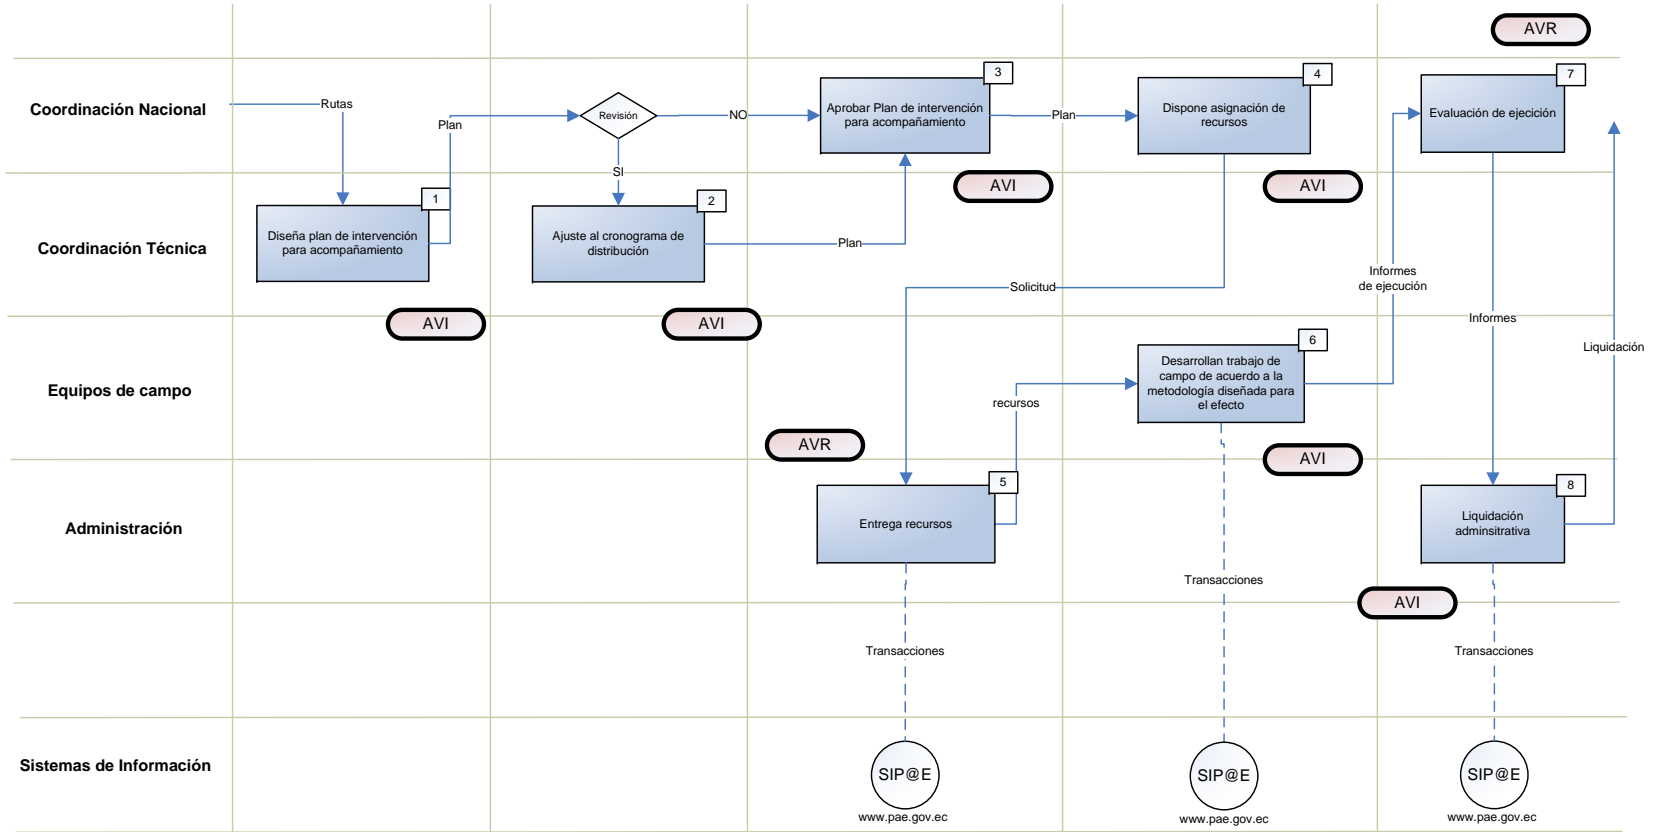 AVR
Coordinación Nacional
Rutas
Plan
Revisión
NO
SI
3
Aprobar Plan de intervención
para acompañamiento
Plan
4
Dispone asignación de
recursos
7
Evaluación de ejecición
AVI
AVI
Coordinación Técnica
1
Diseña plan de intervención
para acompañamiento
2
Ajuste al cronograma de
distribución
Plan
Solicitud
Informes
de ejecución
Informes
Liquidación
AVI
AVI
Equipos de campo
6
Desarrollan trabajo de
campo de acuerdo a la
metodología diseñada para
el efecto
recursos
AVR
AVI
Administración
5
Entrega recursos
8
Liquidación
adminsitrativa
Transacciones
AVI
Transacciones
Transacciones
Sistemas de Información
SIP@E
www.pae.gov.ec
SIP@E
www.pae.gov.ec
SIP@E
www.pae.gov.ec